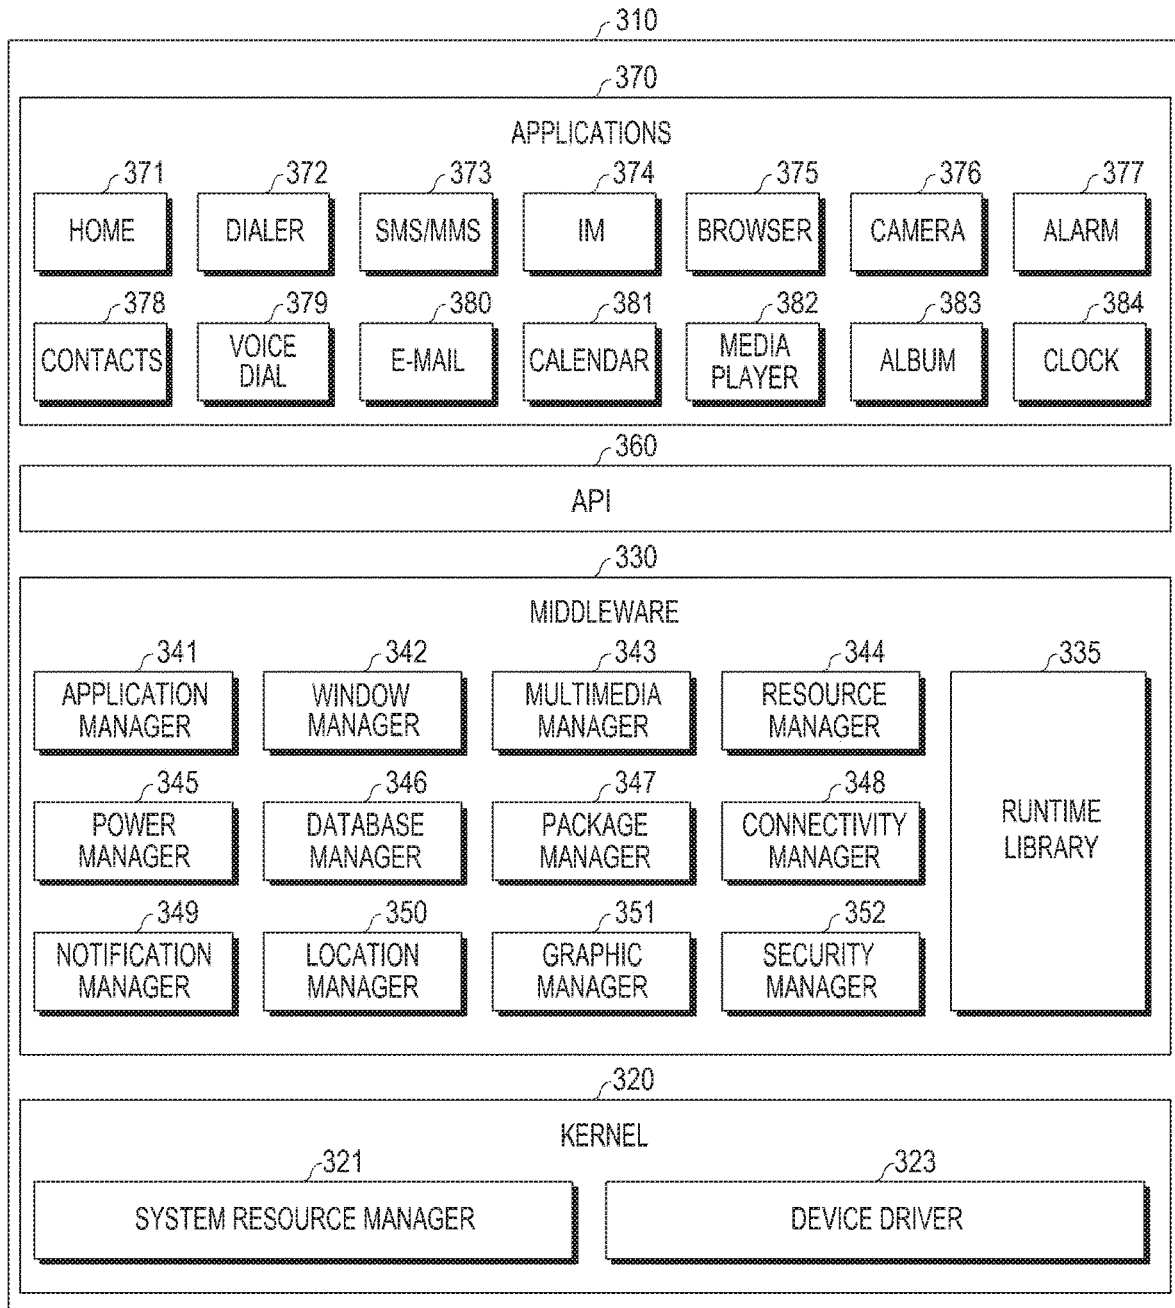 310
370
APPLICATIONS
371 372 373 374 375 376 377
HOME DIALER SMS/MMS IM BROWSER CAMERA ALARM
378 379 380 381 382 383 384
CONTACTS VOICE DIAL E-MAIL CALENDAR MEDIA PLAYER ALBUM CLOCK
360
API
330
MIDDLEWARE
341 342 343 344 335
APPLICATION MANAGER WINDOW MANAGER MULTIMEDIA MANAGER RESOURCE MANAGER
345 346 347 348
POWER MANAGER DATABASE MANAGER PACKAGE MANAGER CONNECTIVITY MANAGER RUNTIME LIBRARY
349 350 351 352
NOTIFICATION MANAGER LOCATION MANAGER GRAPHIC MANAGER SECURITY MANAGER
320
KERNEL
321 323
SYSTEM RESOURCE MANAGER DEVICE DRIVER